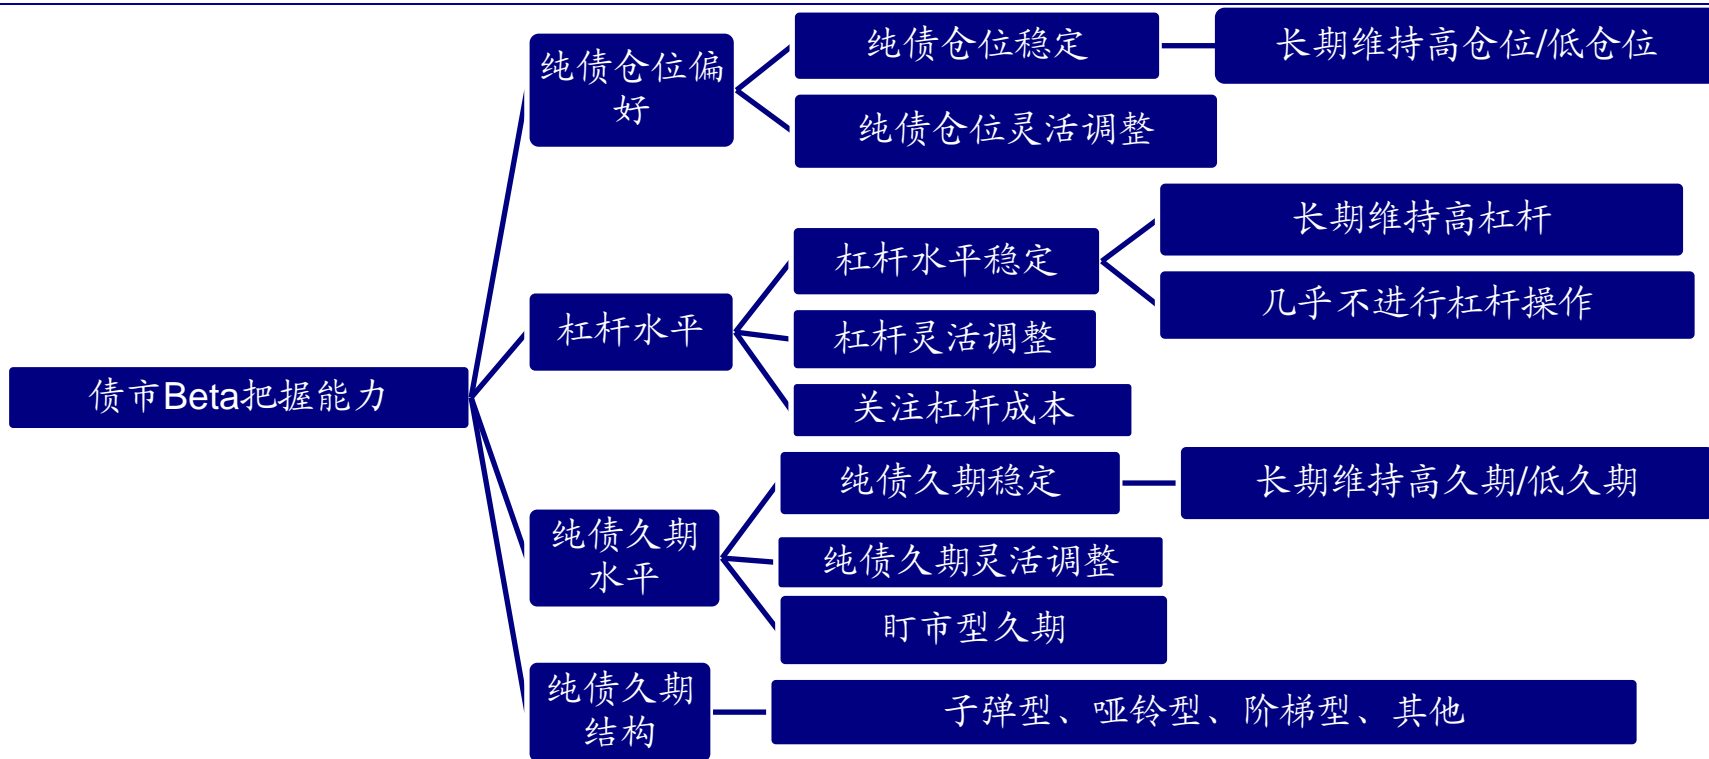 债市Beta把握能力
纯债仓位偏
好
纯债仓位稳定
长期维持高仓位/低仓位
纯债仓位灵活调整
杠杆水平
杠杆水平稳定
长期维持高杠杆
几乎不进行杠杆操作
杠杆灵活调整
关注杠杆成本
纯债久期
水平
纯债久期稳定
长期维持高久期/低久期
纯债久期灵活调整
盯市型久期
纯债久期
结构
子弹型、哑铃型、阶梯型、其他